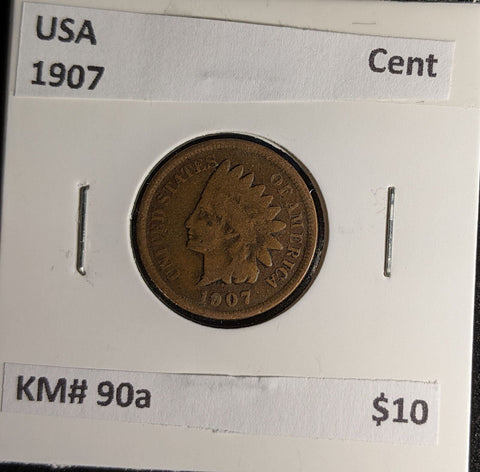 USA
Cent
1907
UNITED STATES OF AMERICA
1907
KM# 90a
$10